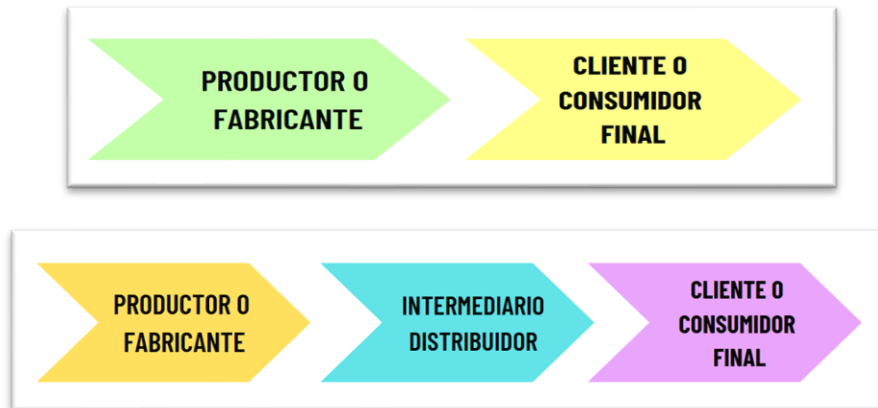 PRODUCTOR O
FABRICANTE
CLIENTE O
CONSUMIDOR
FINAL
PRODUCTOR O
FABRICANTE
INTERMEDIARIO
DISTRIBUIDOR
CLIENTE O
CONSUMIDOR
FINAL